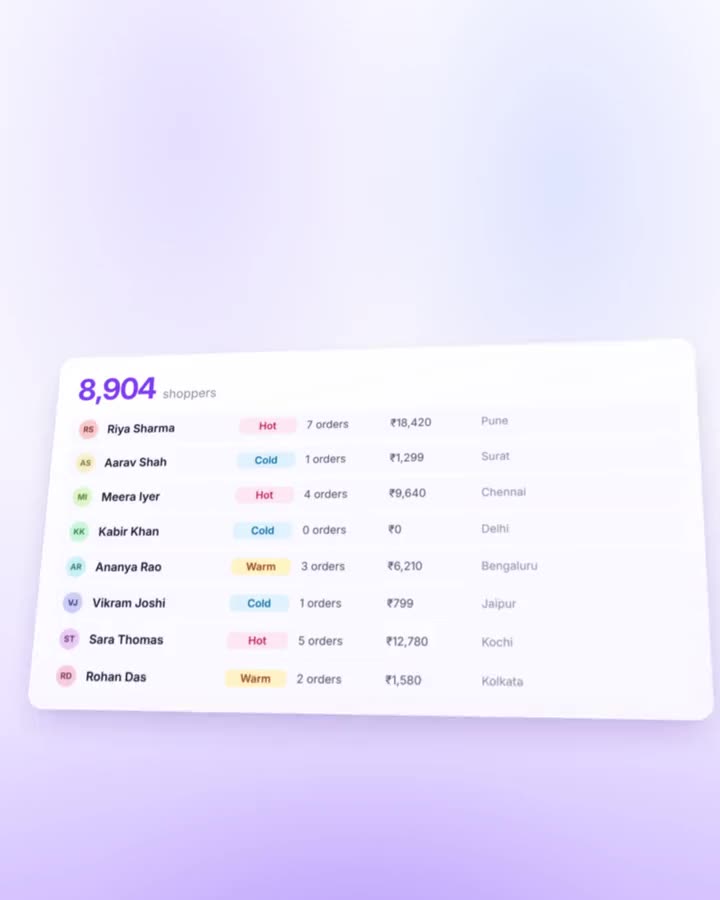 8,904 shoppers
RS Riya Sharma Hot 7 orders ₹18,420 Pune
AS Aarav Shah Cold 1 orders ₹1,299 Surat
MI Meera Iyer Hot 4 orders ₹9,640 Chennai
KK Kabir Khan Cold 0 orders ₹0 Delhi
AR Ananya Rao Warm 3 orders ₹6,210 Bengaluru
VJ Vikram Joshi Cold 1 orders ₹799 Jaipur
ST Sara Thomas Hot 5 orders ₹12,780 Kochi
RD Rohan Das Warm 2 orders ₹1,580 Kolkata